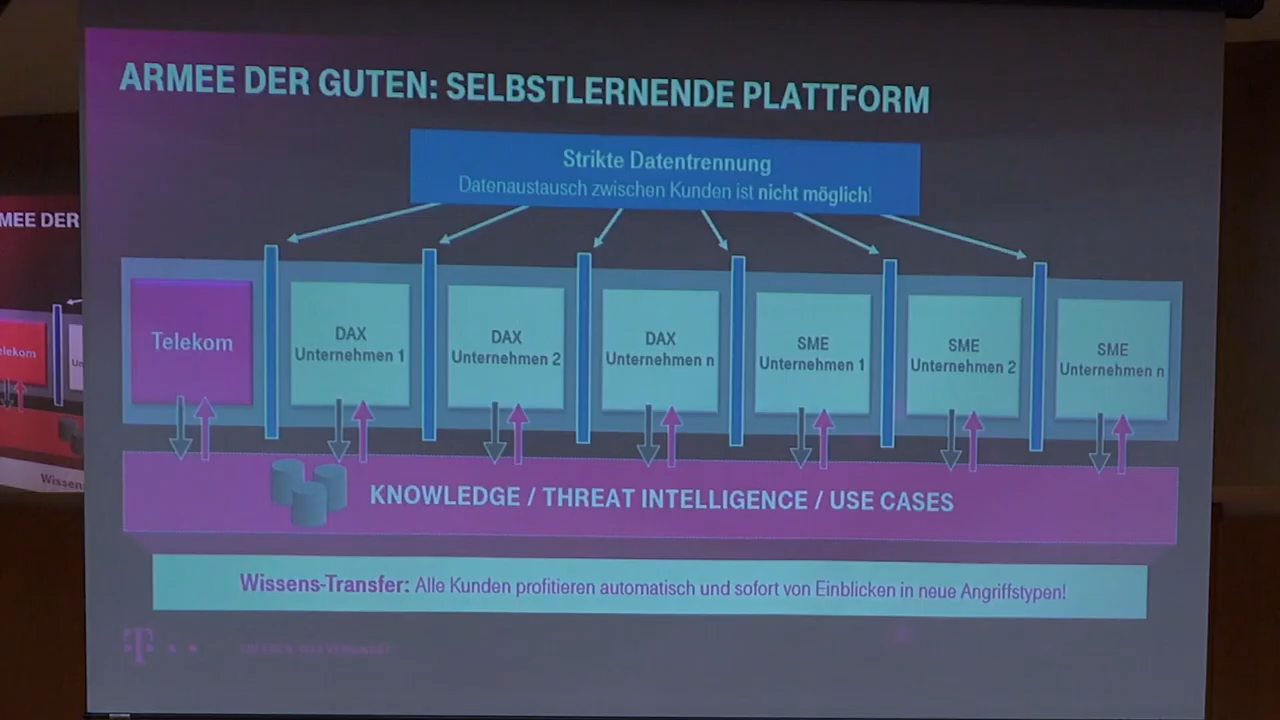 ARMEE DER GUTEN: SELBSTLERNENDE PLATTFORM
Strikte Datentrennung
Datenaustausch zwischen Kunden ist nicht möglich!
Telekom
DAX
Unternehmen 1
DAX
Unternehmen 2
DAX
Unternehmen n
SME
Unternehmen 1
SME
Unternehmen 2
SME
Unternehmen n
KNOWLEDGE / THREAT INTELLIGENCE / USE CASES
Wissens-Transfer: Alle Kunden profitieren automatisch und sofort von Einblicken in neue Angriffstypen!
T
MEE DER
elekom
Un
Wissens